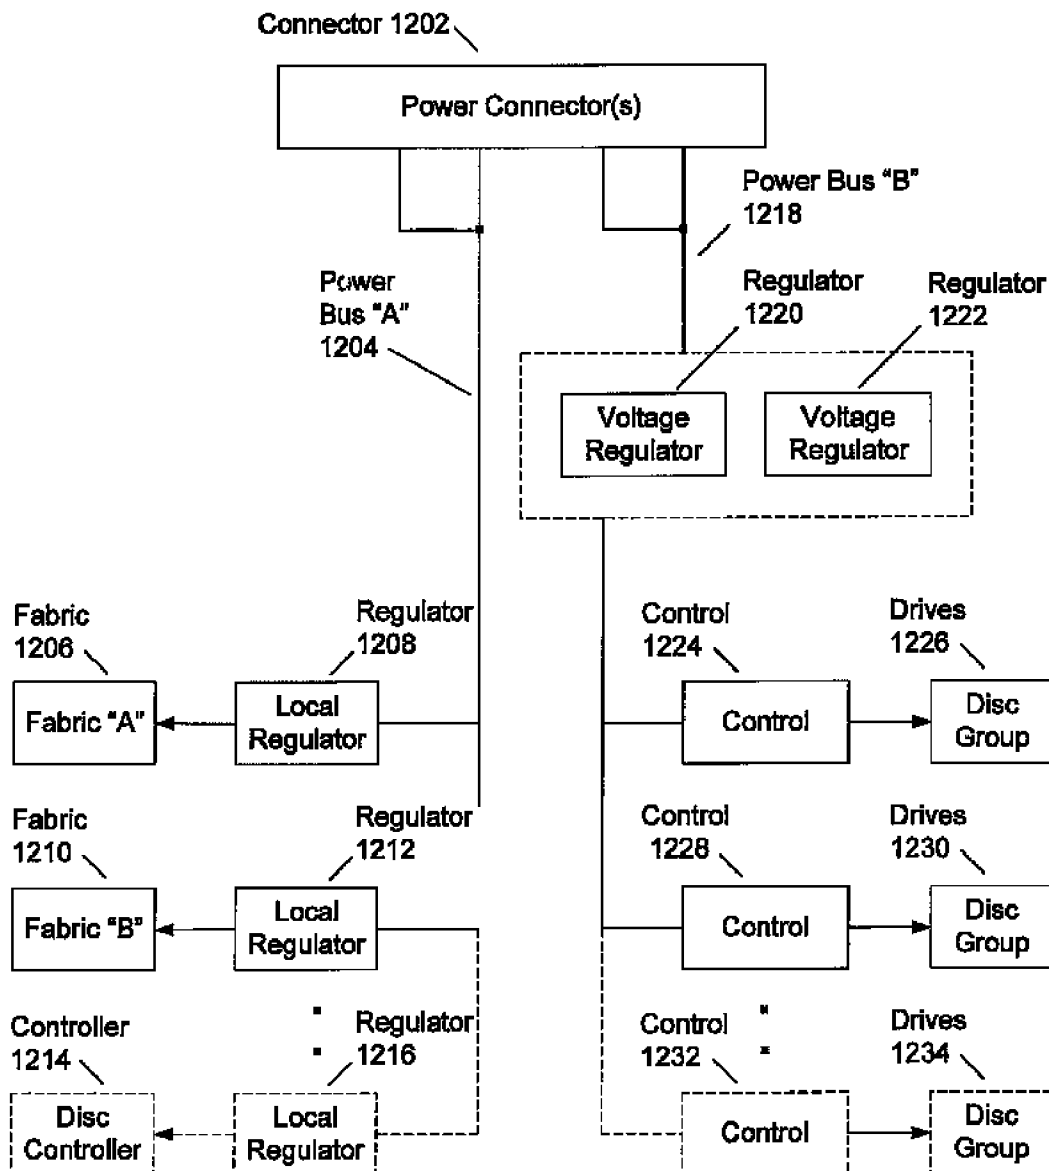 Connector 1202
Power Connector(s)
Power Bus "B"
1218
Power
Bus "A"
1204
Regulator
1220
Regulator
1222
Voltage
Regulator
Voltage
Regulator
Fabric
1206
Regulator
1208
Control
1224
Drives
1226
Fabric "A"
Local
Regulator
Control
Disc
Group
Fabric
1210
Regulator
1212
Control
1228
Drives
1230
Fabric "B"
Local
Regulator
Control
Disc
Group
Controller
1214
Regulator
1216
Control
1232
Drives
1234
Disc
Controller
Local
Regulator
Control
Disc
Group